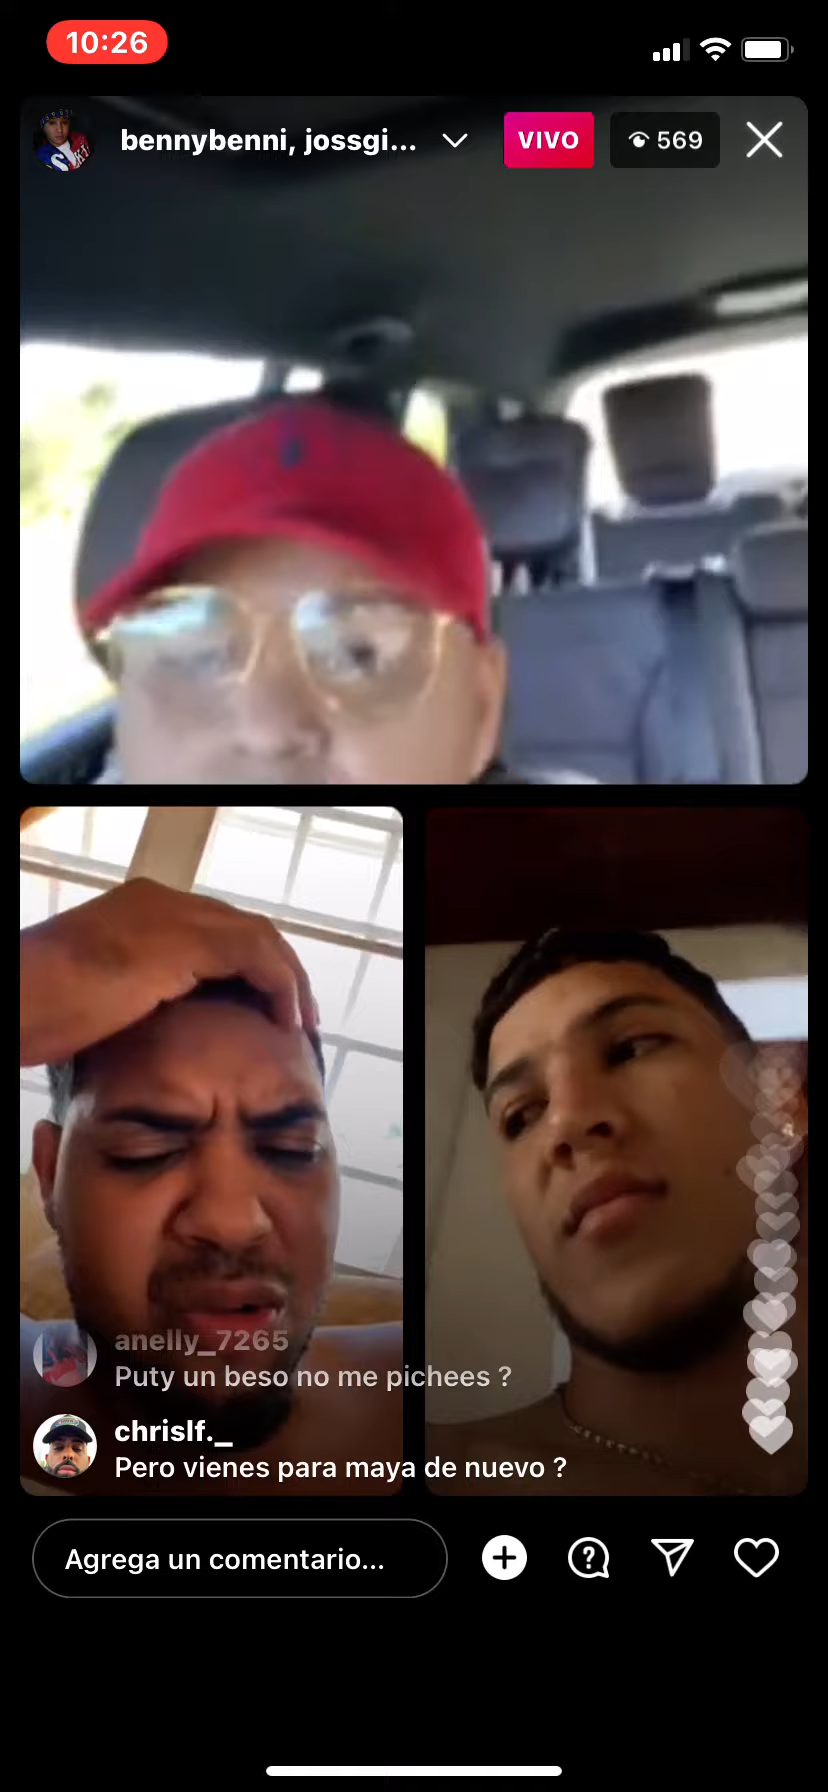 10:26
bennybenni, jossgi...
VIVO
569
anelly_7265
Puty un beso no me pichees ?
chrislf._
Pero vienes para maya de nuevo ?
Agrega un comentario...